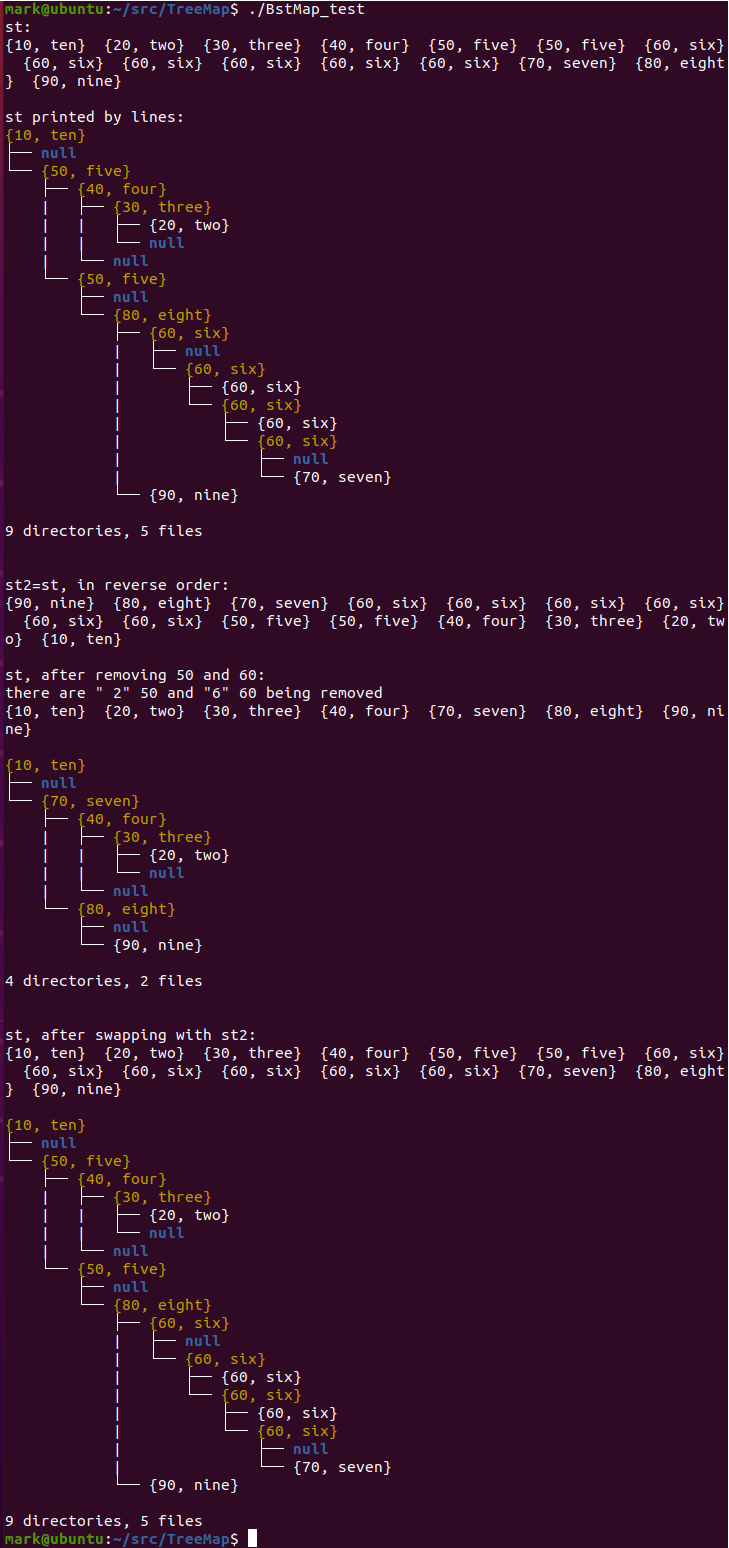 mark@ubuntu:~/src/TreeMap$ ./BstMap_test
st:
{10, ten}  {20, two}  {30, three}  {40, four}  {50, five}  {50, five}  {60, six}
  {60, six}  {60, six}  {60, six}  {60, six}  {60, six}  {70, seven}  {80, eight
}  {90, nine}

st printed by lines:
{10, ten}
├── null
└── {50, five}
    ├── {40, four}
    |   ├── {30, three}
    |   |   ├── {20, two}
    |   |   └── null
    |   └── null
    └── {50, five}
        ├── null
        └── {80, eight}
            ├── {60, six}
            |   ├── null
            |   └── {60, six}
            |       ├── {60, six}
            |       └── {60, six}
            |           ├── {60, six}
            |           └── {60, six}
            |               ├── null
            |               └── {70, seven}
            └── {90, nine}

9 directories, 5 files


st2=st, in reverse order:
{90, nine}  {80, eight}  {70, seven}  {60, six}  {60, six}  {60, six}  {60, six}
  {60, six}  {60, six}  {50, five}  {50, five}  {40, four}  {30, three}  {20, tw
o}  {10, ten}

st, after removing 50 and 60:
there are " 2" 50 and "6" 60 being removed
{10, ten}  {20, two}  {30, three}  {40, four}  {70, seven}  {80, eight}  {90, ni
ne}

{10, ten}
├── null
└── {70, seven}
    ├── {40, four}
    |   ├── {30, three}
    |   |   ├── {20, two}
    |   |   └── null
    |   └── null
    └── {80, eight}
        ├── null
        └── {90, nine}

4 directories, 2 files


st, after swapping with st2:
{10, ten}  {20, two}  {30, three}  {40, four}  {50, five}  {50, five}  {60, six}
  {60, six}  {60, six}  {60, six}  {60, six}  {60, six}  {70, seven}  {80, eight
}  {90, nine}

{10, ten}
├── null
└── {50, five}
    ├── {40, four}
    |   ├── {30, three}
    |   |   ├── {20, two}
    |   |   └── null
    |   └── null
    └── {50, five}
        ├── null
        └── {80, eight}
            ├── {60, six}
            |   ├── null
            |   └── {60, six}
            |       ├── {60, six}
            |       └── {60, six}
            |           ├── {60, six}
            |           └── {60, six}
            |               ├── null
            |               └── {70, seven}
            └── {90, nine}

9 directories, 5 files
mark@ubuntu:~/src/TreeMap$